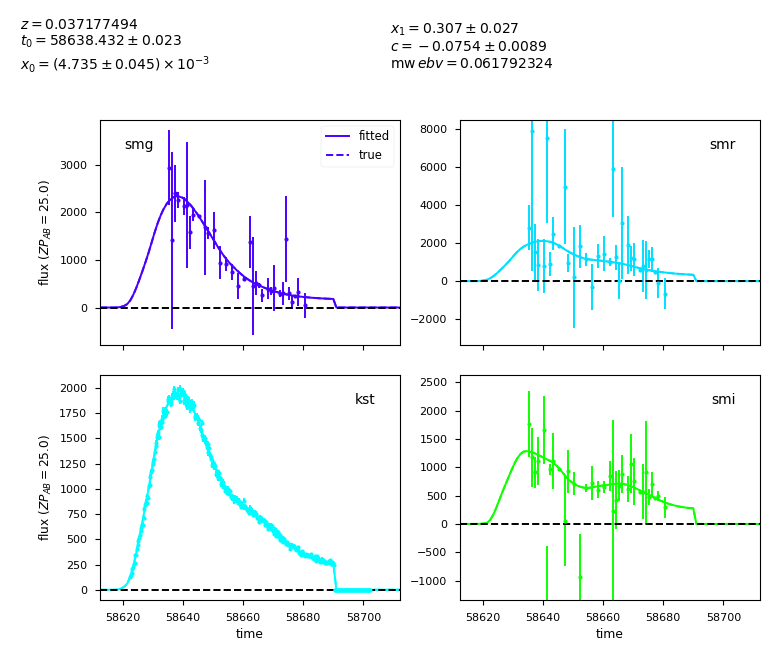 z = 0.037177494
t₀ = 58638.432 ± 0.023
x₀ = (4.735 ± 0.045) × 10⁻³
x₁ = 0.307 ± 0.027
c = −0.0754 ± 0.0089
mw ebv = 0.061792324
smg
fitted
true
3000
2000
1000
0
flux (ZP_AB = 25.0)
smr
8000
6000
4000
2000
0
−2000
kst
2000
1750
1500
1250
1000
750
500
250
0
flux (ZP_AB = 25.0)
58620 58640 58660 58680 58700
time
smi
2500
2000
1500
1000
500
0
−500
−1000
58620 58640 58660 58680 58700
time